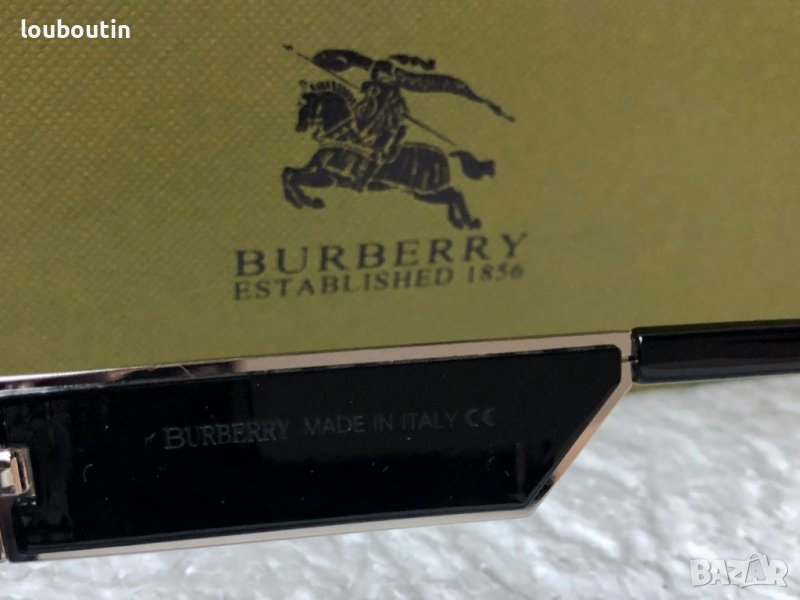 louboutin
BURBERRY
ESTABLISHED 1856
BURBERRY MADE IN ITALY CE
BAZAR